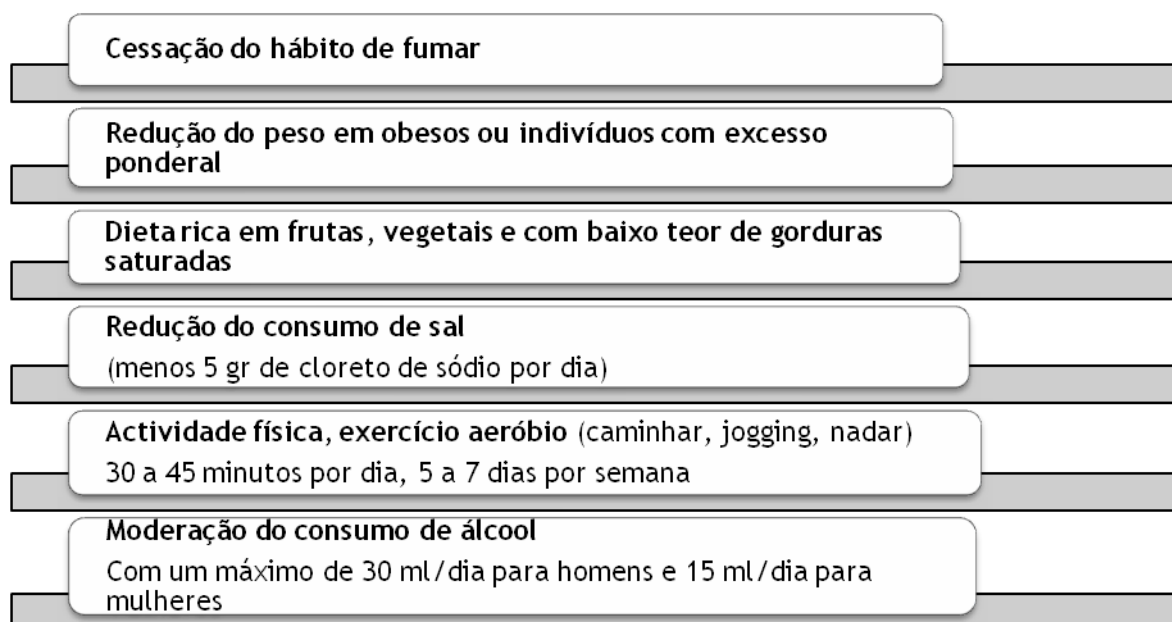 Cessação do hábito de fumar
Redução do peso em obesos ou indivíduos com excesso
ponderal
Dieta rica em frutas, vegetais e com baixo teor de gorduras
saturadas
Redução do consumo de sal
(menos 5 gr de cloreto de sódio por dia)
Actividade física, exercício aeróbio (caminhar, jogging, nadar)
30 a 45 minutos por dia, 5 a 7 dias por semana
Moderação do consumo de álcool
Com um máximo de 30 ml/dia para homens e 15 ml/dia para
mulheres